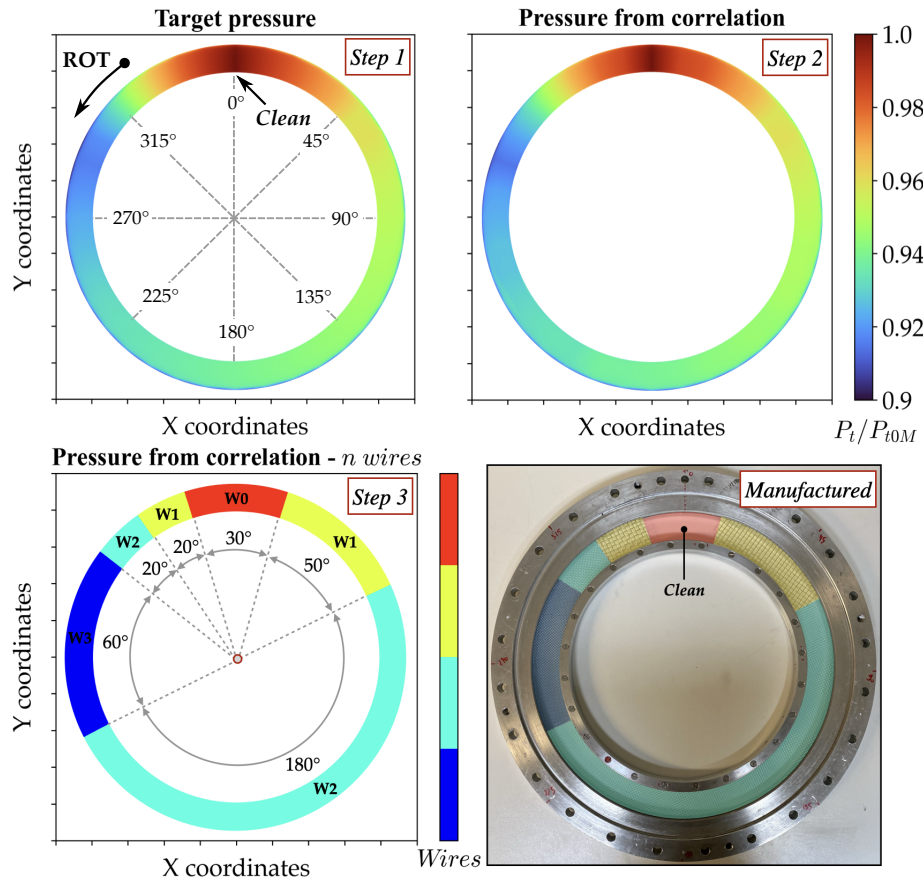 Target pressure
Pressure from correlation
ROT
Step 1
Step 2
Clean
0°
45°
90°
135°
180°
225°
270°
315°
Y coordinates
X coordinates
X coordinates
1.0
0.98
0.96
0.94
0.92
0.9
P_t/P_{t0M}
Pressure from correlation - n wires
Step 3
W0
W1
W1
W2
W3
W2
20°
20°
30°
50°
60°
180°
Y coordinates
X coordinates
Wires
Manufactured
Clean